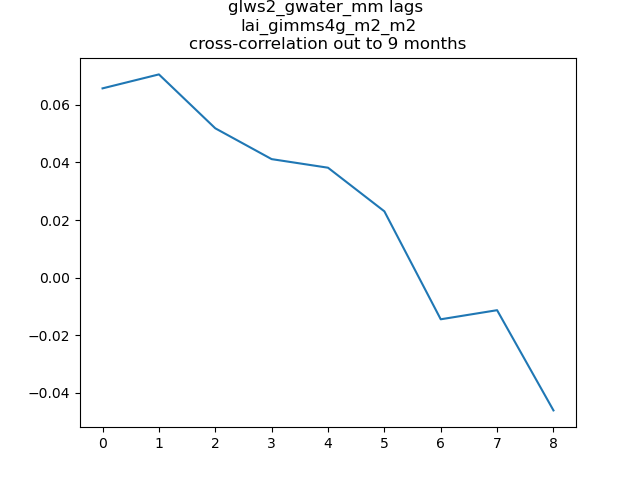 glws2_gwater_mm lags
lai_gimms4g_m2_m2
cross-correlation out to 9 months
0.06
0.04
0.02
0.00
−0.02
−0.04
0 1 2 3 4 5 6 7 8